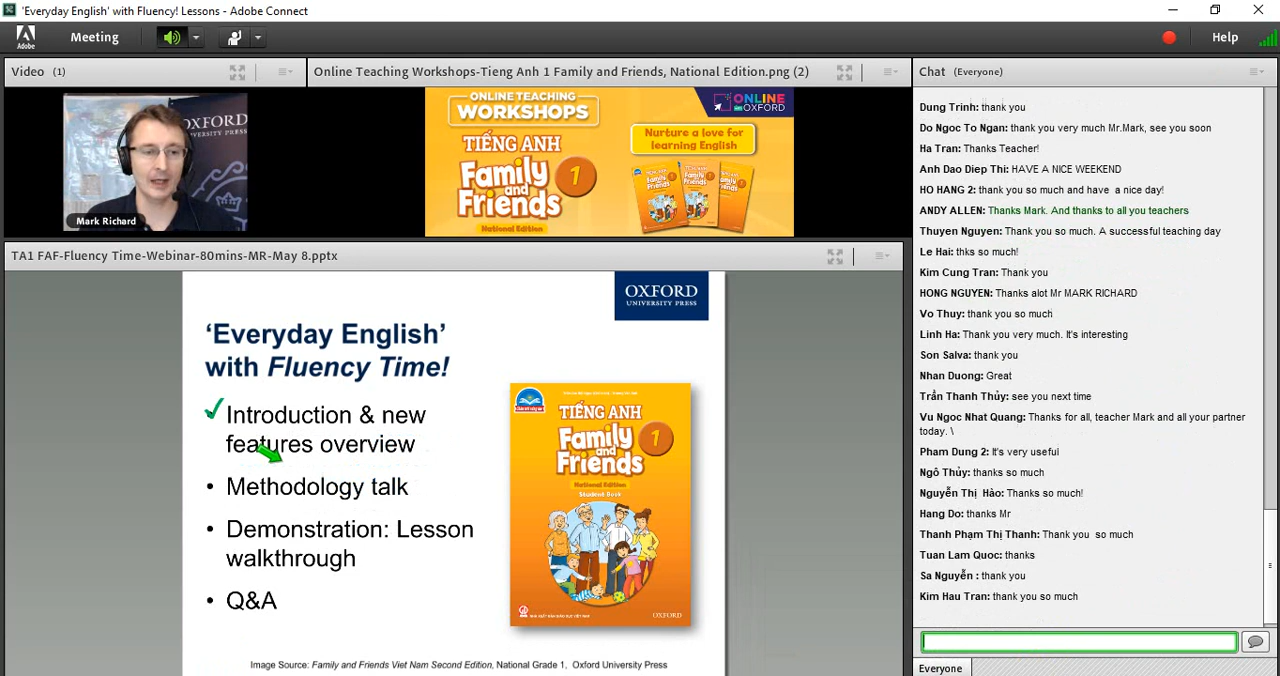 'Everyday English' with Fluency! Lessons - Adobe Connect
Adobe
Meeting
Help
Video (1)
Online Teaching Workshops-Tieng Anh 1 Family and Friends, National Edition.png (2)
Chat (Everyone)
OXFORD
UNIVERSITY PRESS
Mark Richard
ONLINE TEACHING
WORKSHOPS
TIẾNG ANH
Family
and
Friends
1
National Edition
ONLINE
OXFORD
Nurture a love for
learning English
TA1 FAF-Fluency Time-Webinar-80mins-MR-May 8.pptx
OXFORD
UNIVERSITY PRESS
'Everyday English'
with Fluency Time!
Introduction & new
features overview
• Methodology talk
• Demonstration: Lesson
walkthrough
• Q&A
TIẾNG ANH
Family
and
Friends
1
National Edition
Student Book
OXFORD
Image Source: Family and Friends Viet Nam Second Edition, National Grade 1, Oxford University Press
Dung Trinh: thank you
Do Ngoc To Ngan: thank you very much Mr.Mark, see you soon
Ha Tran: Thanks Teacher!
Anh Dao Diep Thi: HAVE A NICE WEEKEND
HO HANG 2: thank you so much and have a nice day!
ANDY ALLEN: Thanks Mark. And thanks to all you teachers
Thuyen Nguyen: Thank you so much. A successful teaching day
Le Hai: thks so much!
Kim Cung Tran: Thank you
HONG NGUYEN: Thanks alot Mr MARK RICHARD
Vo Thuy: thank you so much
Linh Ha: Thank you very much. It's interesting
Son Salva: thank you
Nhan Duong: Great
Trần Thanh Thủy: see you next time
Vu Ngoc Nhat Quang: Thanks for all, teacher Mark and all your partner
today. \
Pham Dung 2: It's very useful
Ngô Thủy: thanks so much
Nguyễn Thị Hào: Thanks so much!
Hang Do: thanks Mr
Thanh Phạm Thị Thanh: Thank you so much
Tuan Lam Quoc: thanks
Sa Nguyễn : thank you
Kim Hau Tran: thank you so much
Everyone